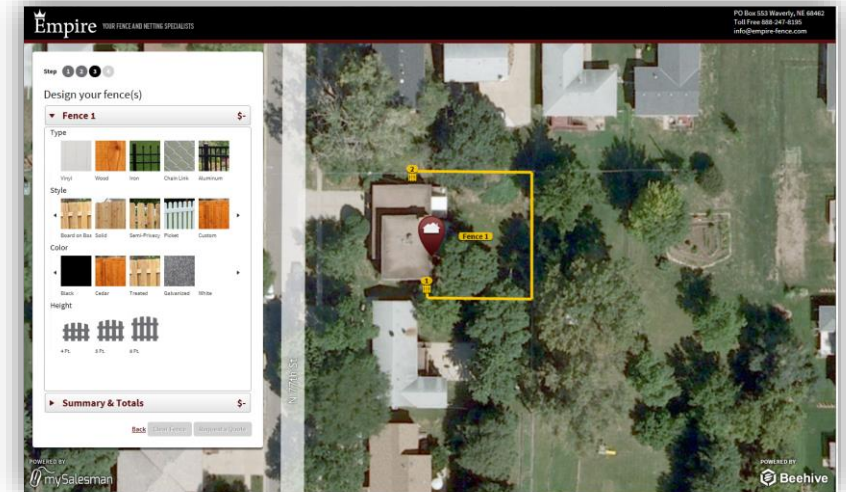 Empire YOUR FENCE AND NETTING SPECIALISTS
PO Box 553 Waverly, NE 68462
Toll Free 888-247-8195
info@empire-fence.com
Step 1 2 3 4
Design your fence(s)
Fence 1 $-
Type
Vinyl Wood Iron Chain Link Aluminum
Style
Board on Boa Solid Semi-Privacy Picket Custom
Color
Black Cedar Treated Galvanized White
Height
4 Ft. 5 Ft. 6 Ft.
Summary & Totals $-
Back Clear Fence Request a Quote
2
Fence 1
1
N 77th St
POWERED BY
mySalesman
POWERED BY
Beehive